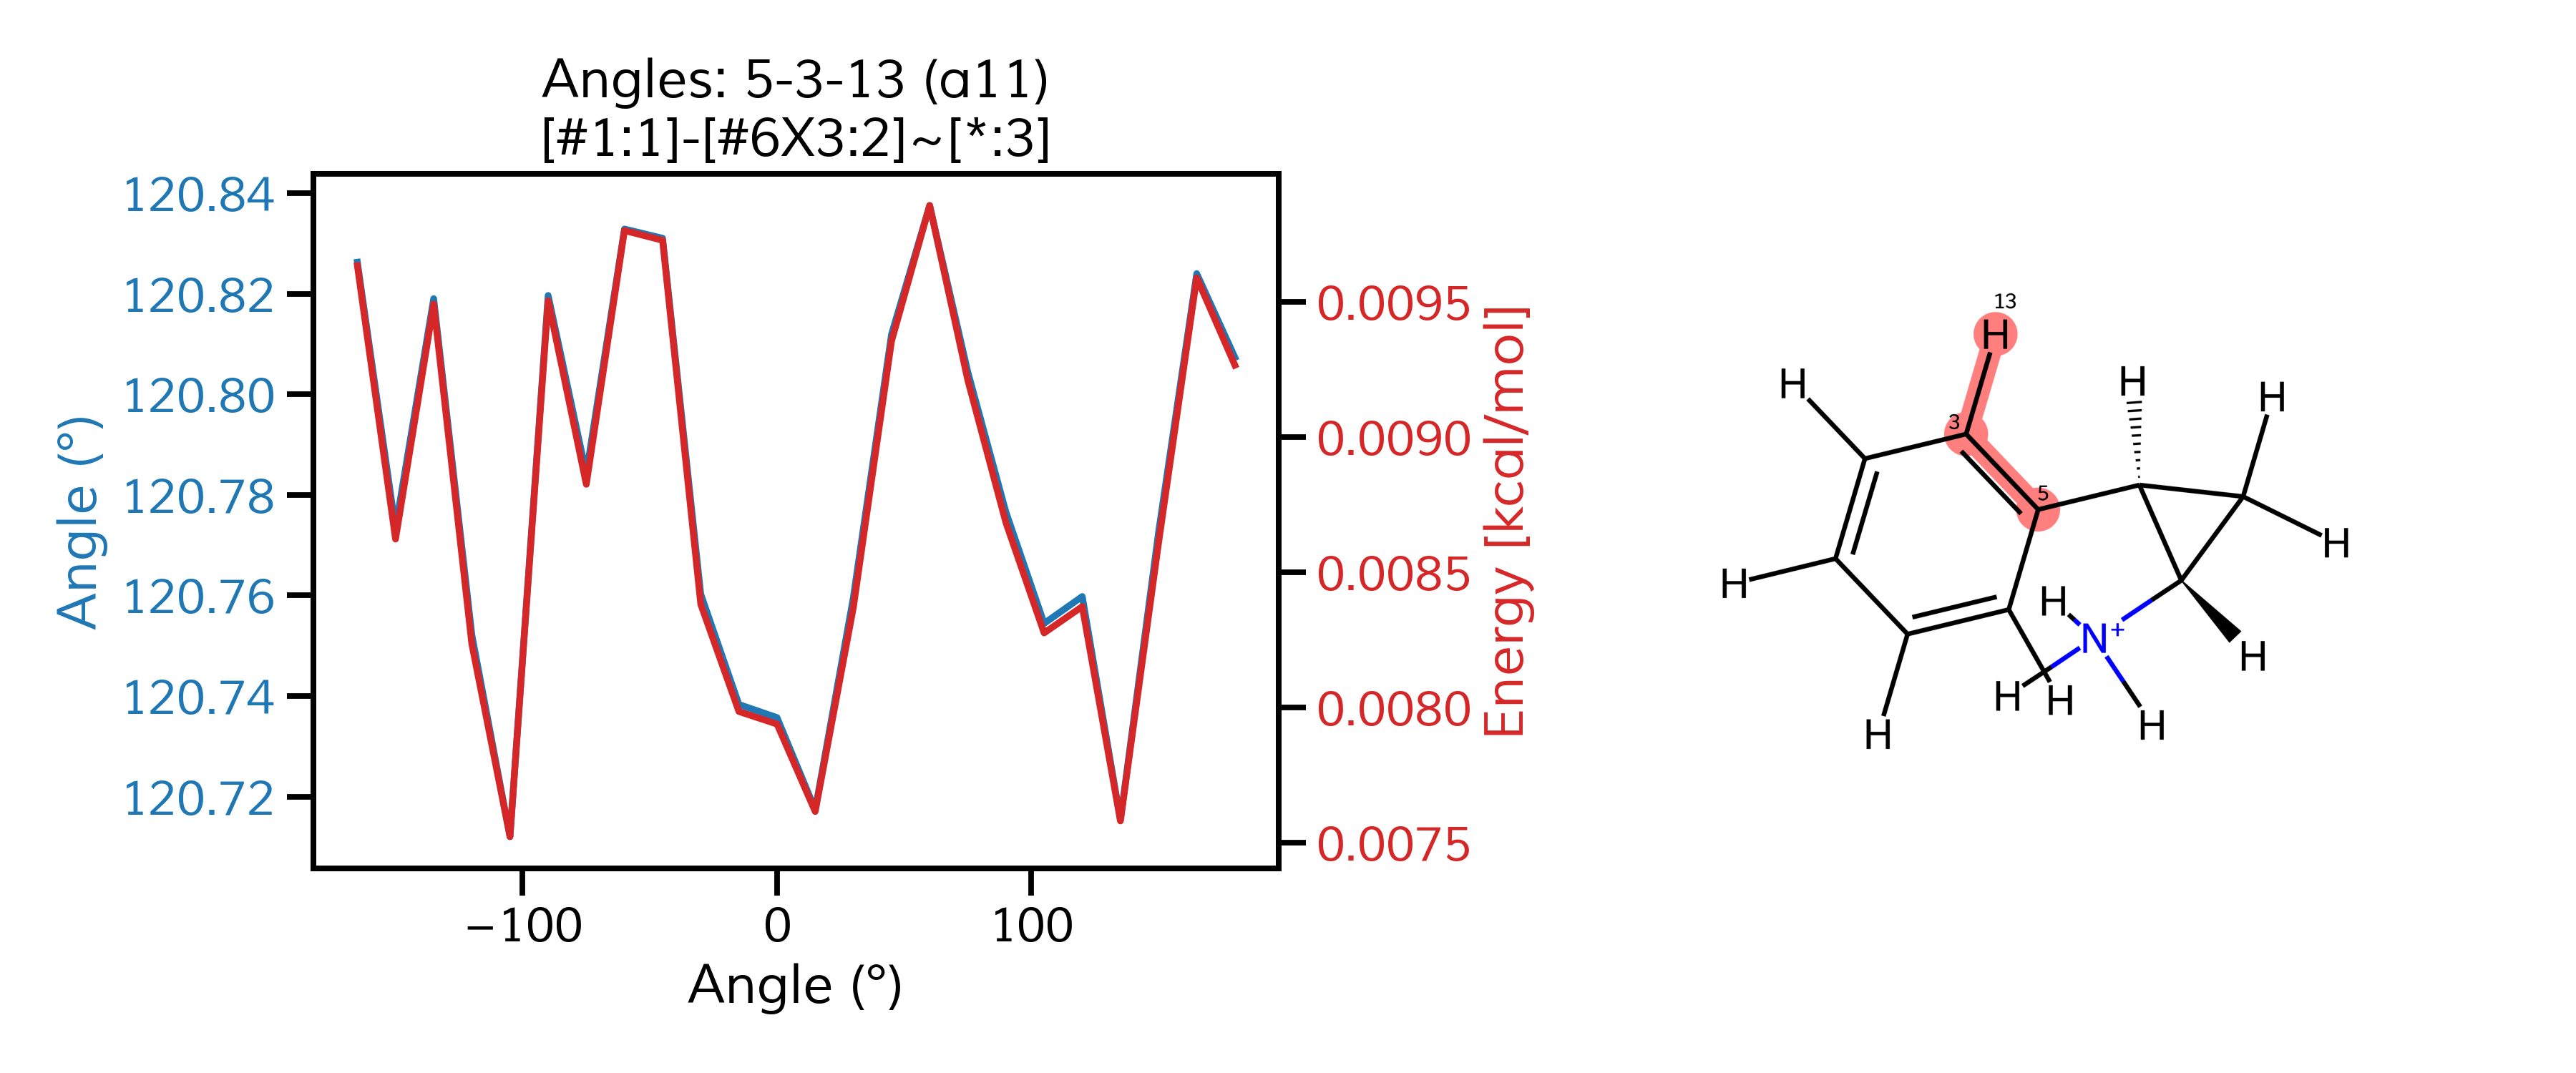 Angles: 5-3-13 (a11)
[#1:1]-[#6X3:2]~[*:3]
120.84
120.82
120.80
120.78
120.76
120.74
120.72
Angle (°)
0.0095
0.0090
0.0085
0.0080
0.0075
Energy [kcal/mol]
−100
0
100
Angle (°)
13
H
H
H
H
3
5
H
H
H
N+
H
H
H
H
H